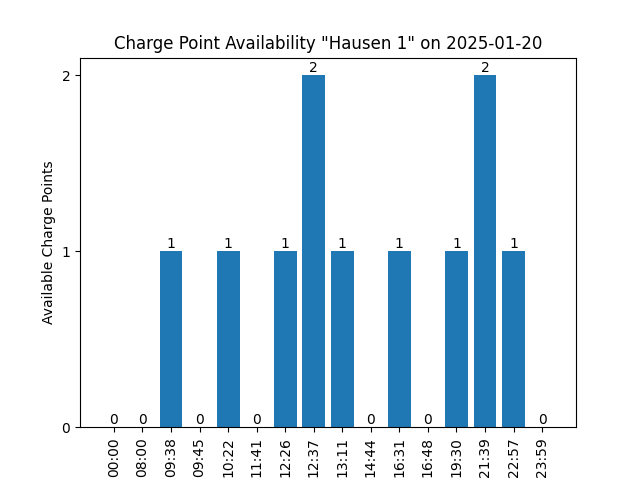 Charge Point Availability "Hausen 1" on 2025-01-20
Available Charge Points
2
1
0
0 0 1 0 1 0 1 2 1 0 1 0 1 2 1 0
00:00 08:00 09:38 09:45 10:22 11:41 12:26 12:37 13:11 14:44 16:31 16:48 19:30 21:39 22:57 23:59